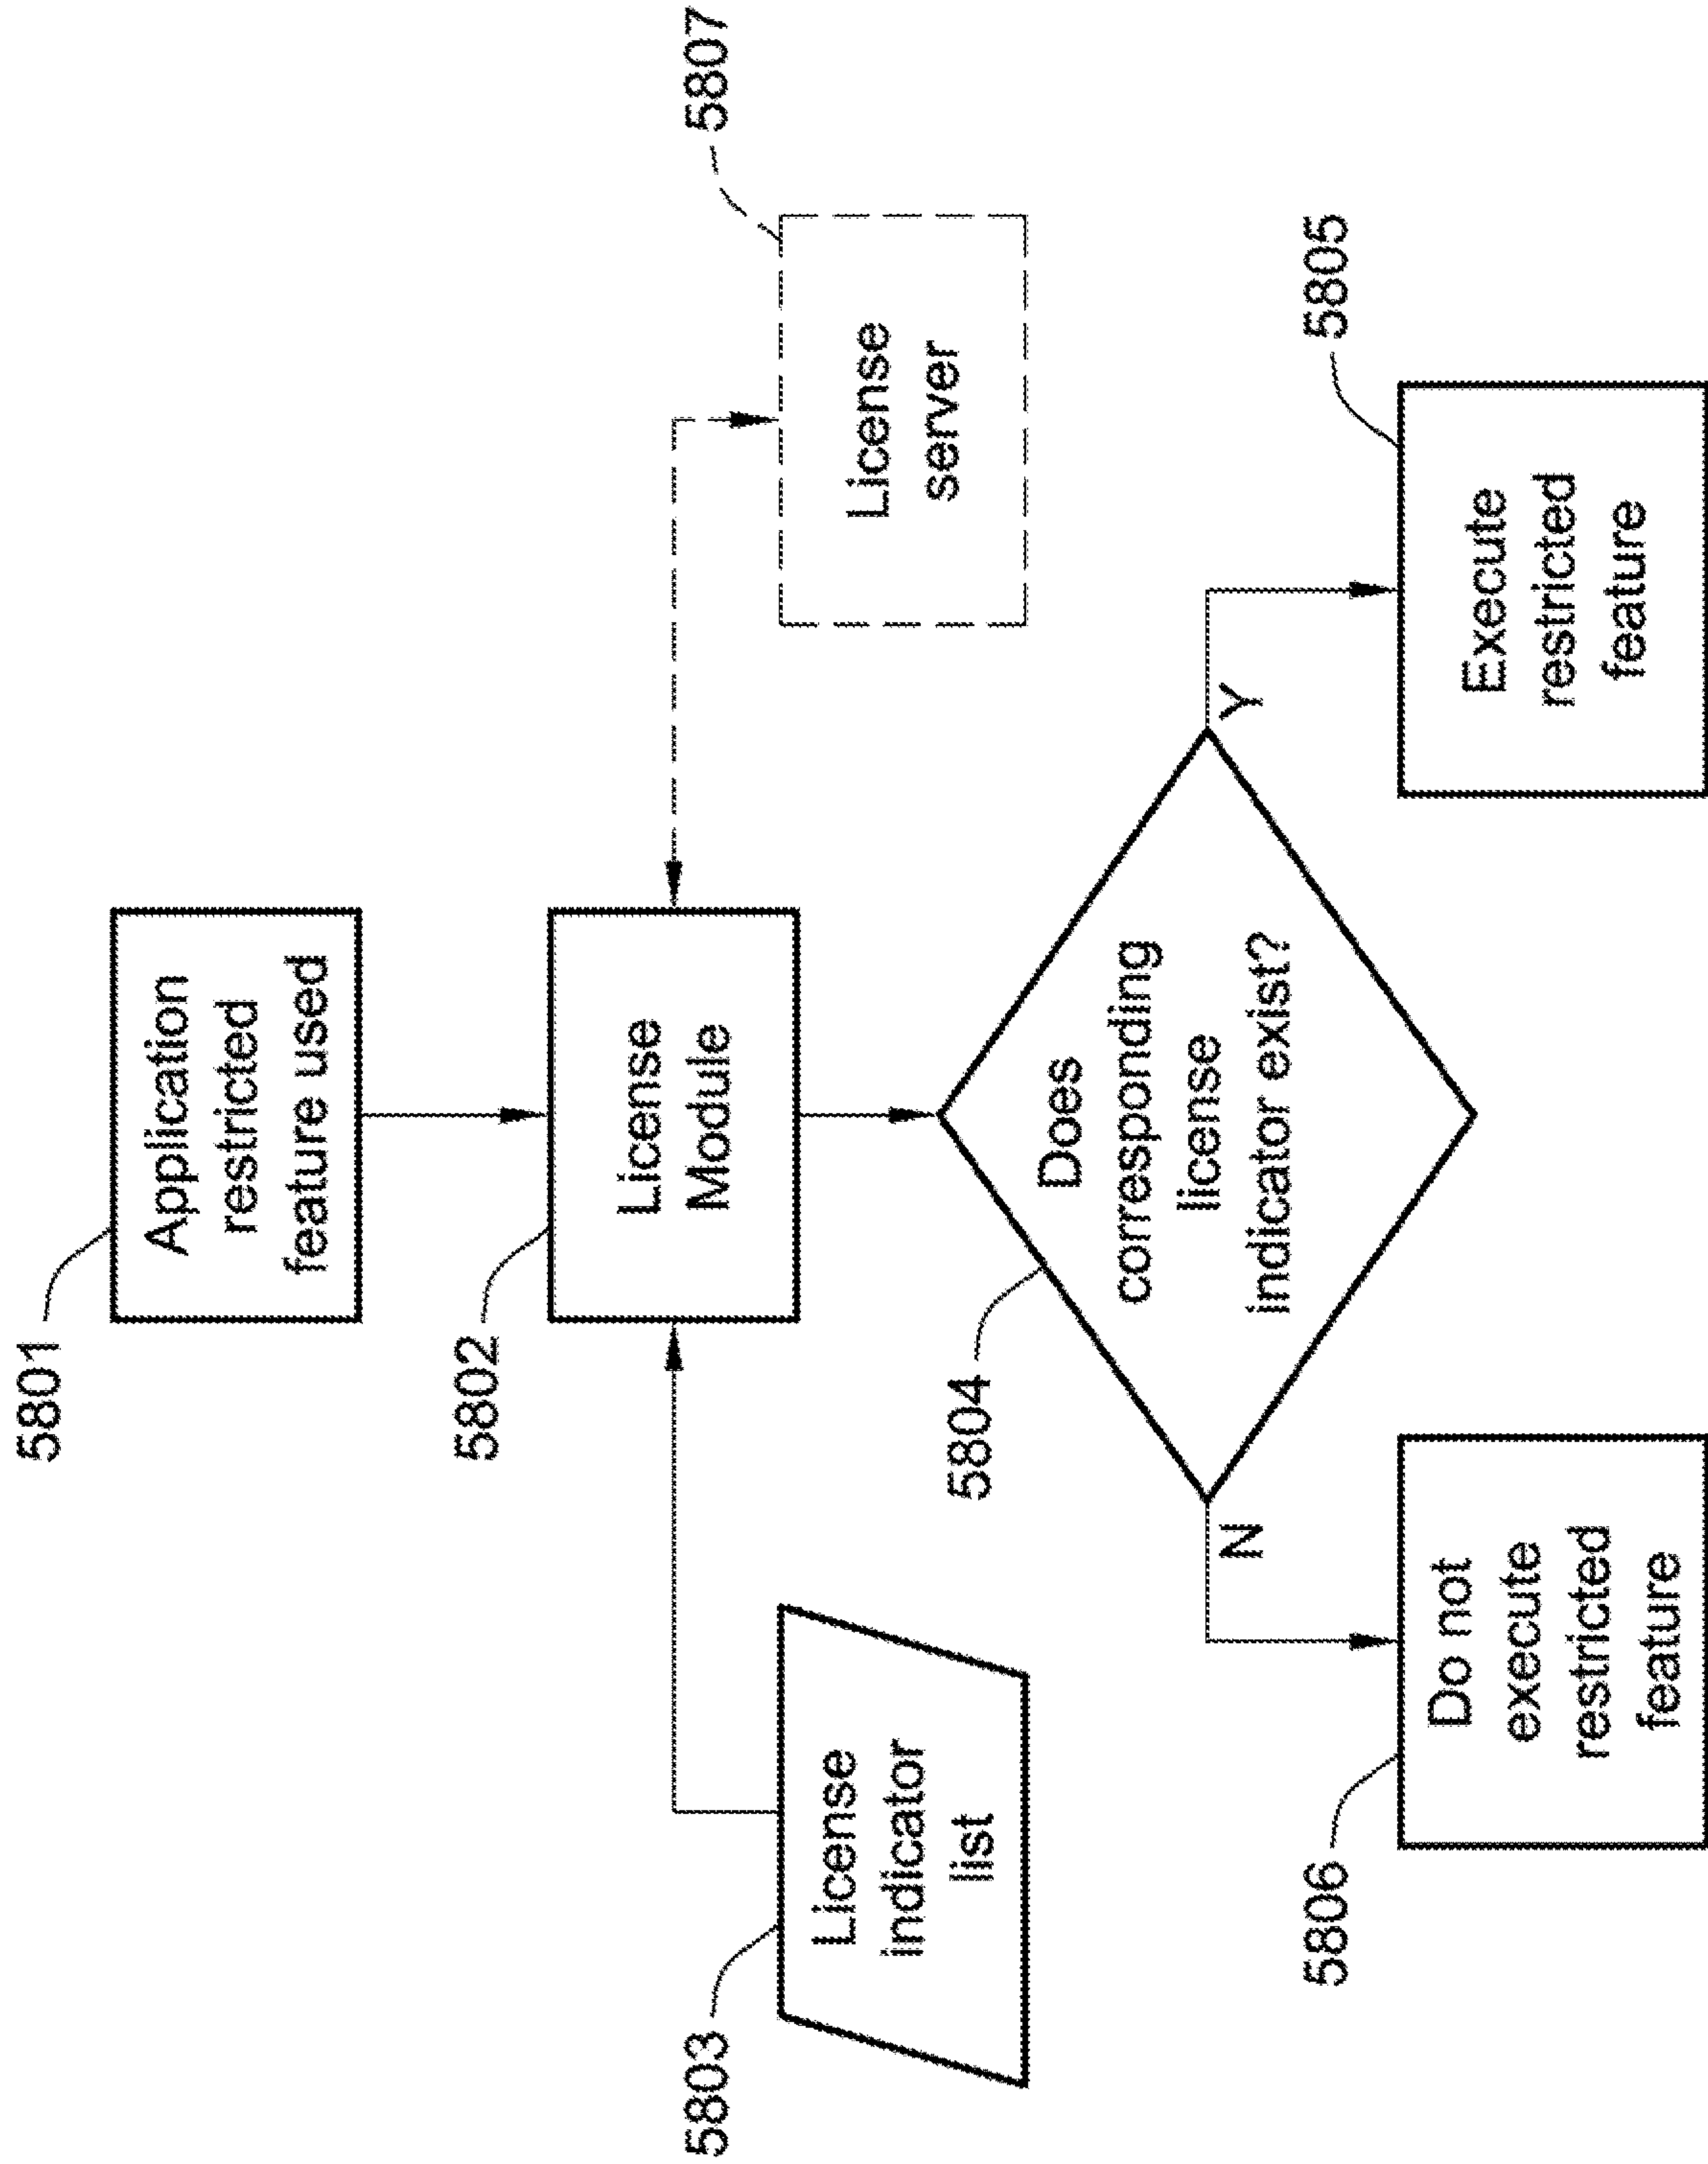 5801
Application
restricted
feature used
5802
License
Module
5803
License
indicator
list
5807
License
server
5804
Does
corresponding
license
indicator exist?
N
Y
5806
Do not
execute
restricted
feature
5805
Execute
restricted
feature